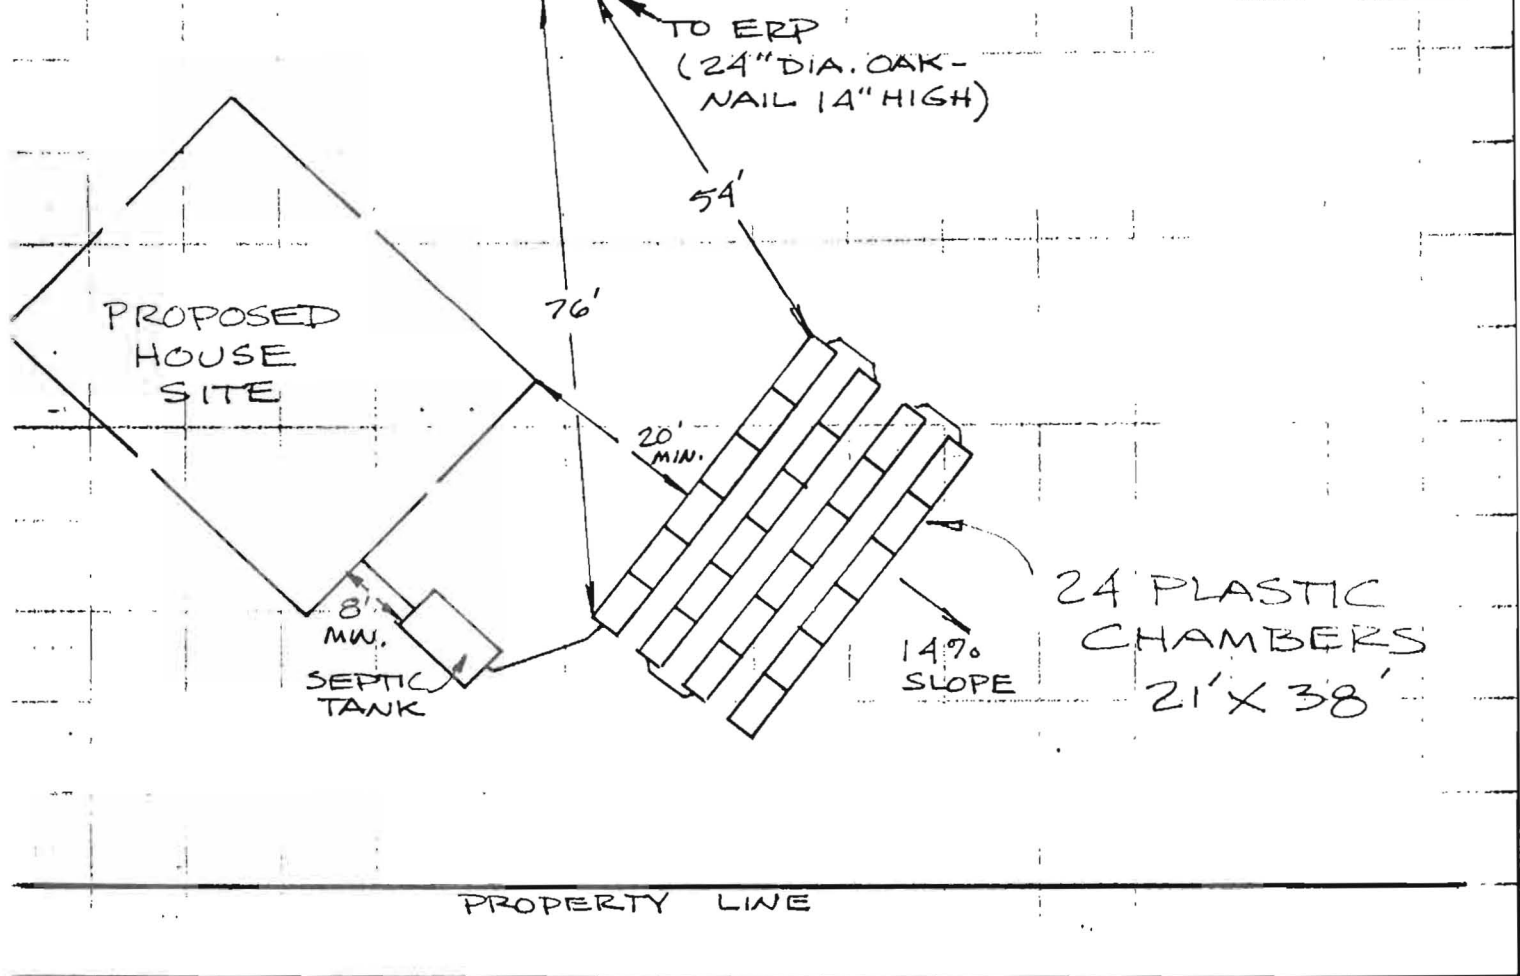 TO ERP
(24" DIA. OAK-
NAIL 14" HIGH)
54'
76'
PROPOSED
HOUSE
SITE
20'
MIN.
8'
MIN.
SEPTIC
TANK
24 PLASTIC
CHAMBERS
21' X 38'
14%
SLOPE
PROPERTY LINE